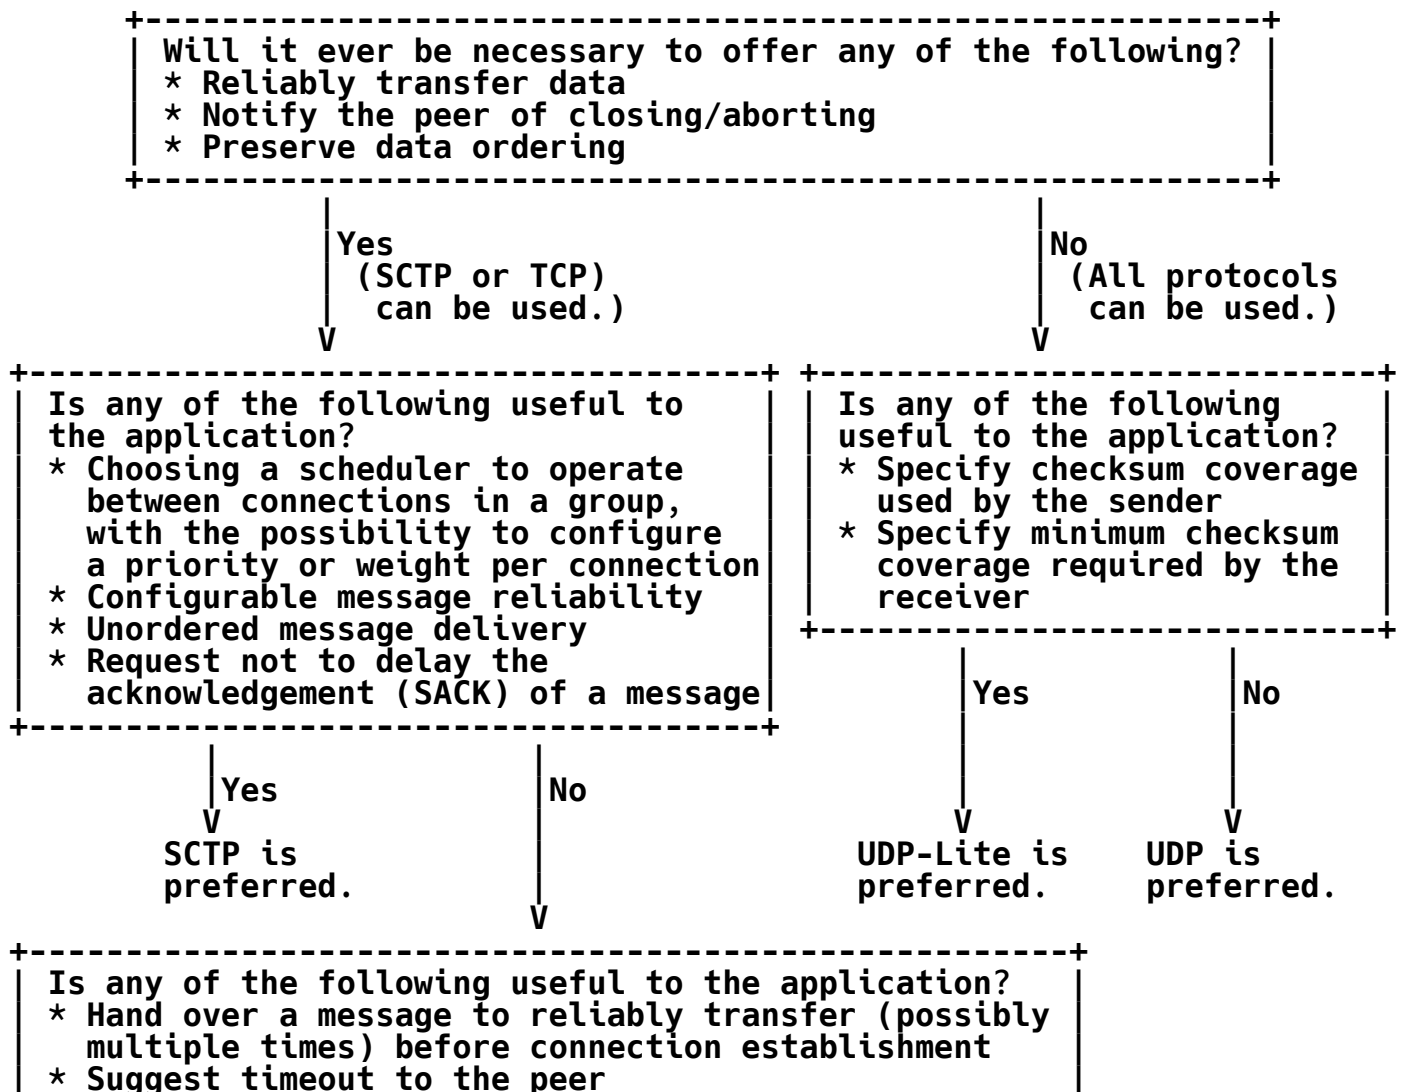 Will it ever be necessary to offer any of the following?
* Reliably transfer data
* Notify the peer of closing/aborting
* Preserve data ordering
Yes
(SCTP or TCP)
can be used.)
No
(All protocols
can be used.)
Is any of the following useful to
the application?
* Choosing a scheduler to operate
between connections in a group,
with the possibility to configure
a priority or weight per connection
* Configurable message reliability
* Unordered message delivery
* Request not to delay the
acknowledgement (SACK) of a message
Is any of the following
useful to the application?
* Specify checksum coverage
used by the sender
* Specify minimum checksum
coverage required by the
receiver
Yes
No
Yes
No
SCTP is
preferred.
UDP-Lite is
preferred.
UDP is
preferred.
Is any of the following useful to the application?
* Hand over a message to reliably transfer (possibly
multiple times) before connection establishment
* Suggest timeout to the peer